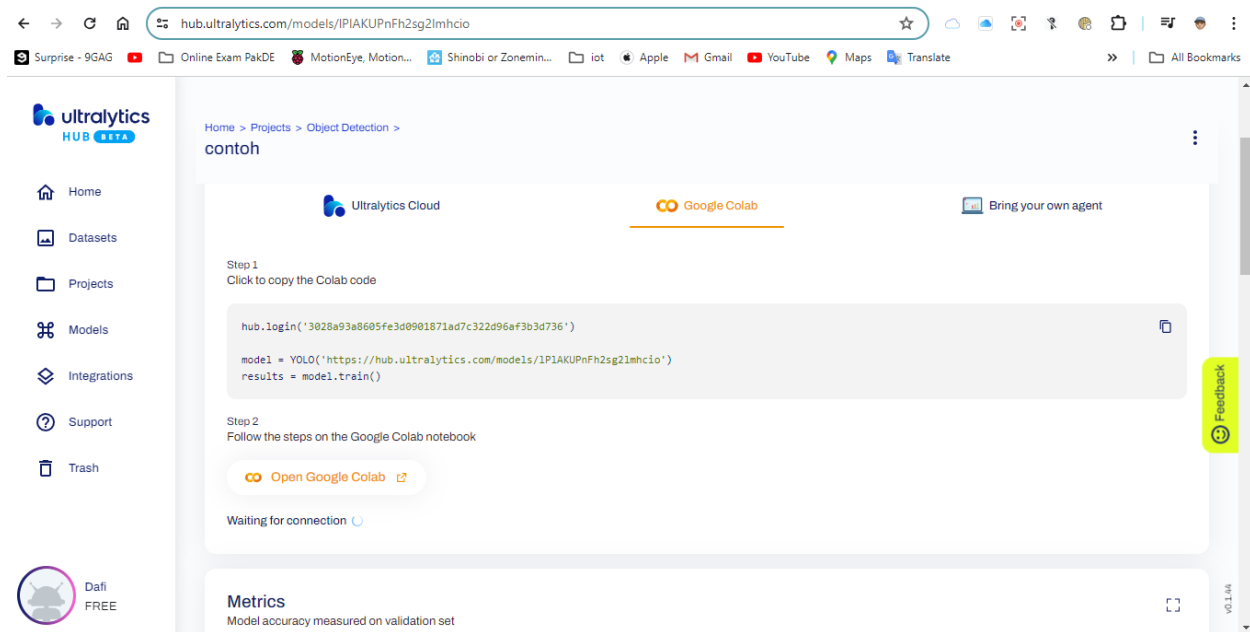 hub.ultralytics.com/models/lPlAKUPnFh2sg2lmhcio
Surprise - 9GAG
Online Exam PakDE
MotionEye, Motion...
Shinobi or Zonemin...
iot
Apple
Gmail
YouTube
Maps
Translate
»
All Bookmarks
ultralytics
HUB BETA
Home
Datasets
Projects
Models
Integrations
Support
Trash
Dafi
FREE
Home > Projects > Object Detection >
contoh
Ultralytics Cloud
Google Colab
Bring your own agent
Step 1
Click to copy the Colab code
hub.login('3028a93a8605fe3d0901871ad7c322d96af3b3d736')
model = YOLO('https://hub.ultralytics.com/models/lPlAKUPnFh2sg2lmhcio')
results = model.train()
Step 2
Follow the steps on the Google Colab notebook
Open Google Colab
Waiting for connection
Metrics
Model accuracy measured on validation set
Feedback
v0.1.44